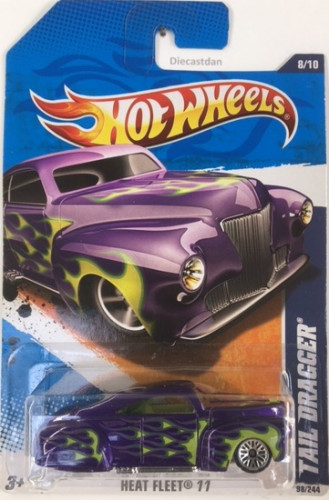 Diecastdan
8/10
HOT WHEELS
TAIL DRAGGER®
3+
HEAT FLEET® 11
98/244